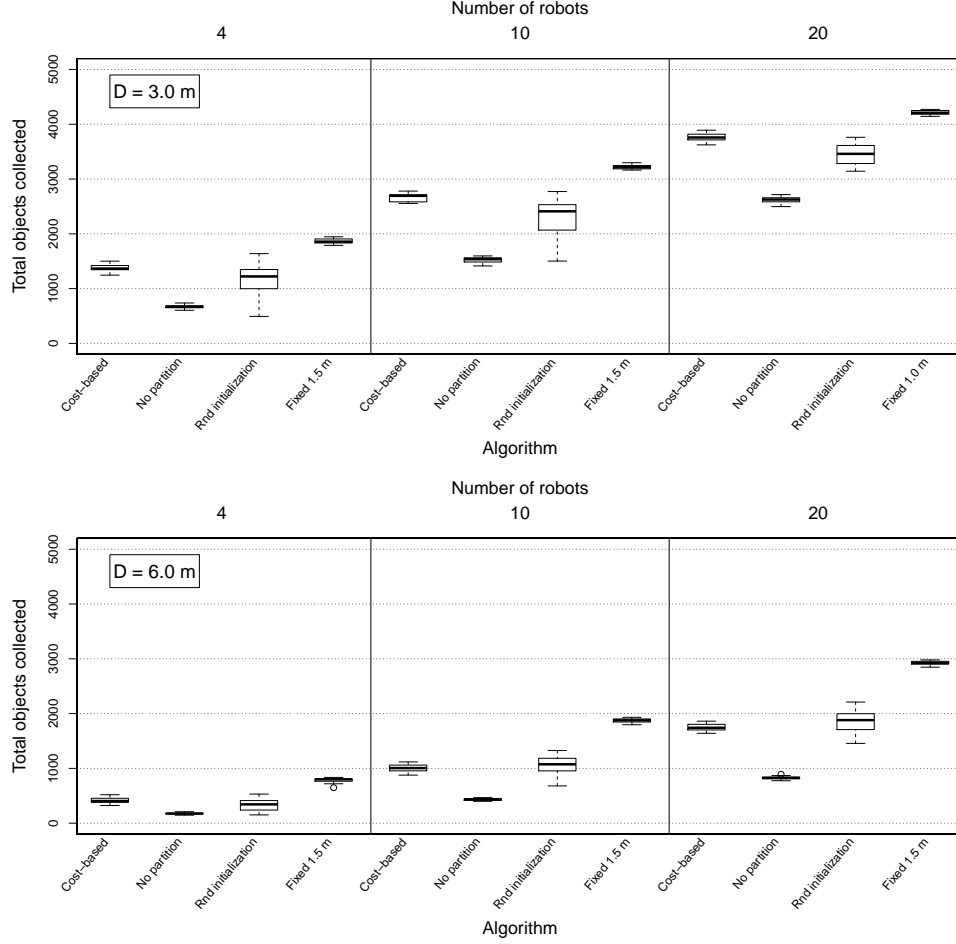 Number of robots
4 10 20
D = 3.0 m
5000
4000
3000
2000
1000
0
Total objects collected
Cost−based No partition Rnd initialization Fixed 1.5 m Cost−based No partition Rnd initialization Fixed 1.5 m Cost−based No partition Rnd initialization Fixed 1.0 m
Algorithm
Number of robots
4 10 20
D = 6.0 m
5000
4000
3000
2000
1000
0
Total objects collected
Cost−based No partition Rnd initialization Fixed 1.5 m Cost−based No partition Rnd initialization Fixed 1.5 m Cost−based No partition Rnd initialization Fixed 1.5 m
Algorithm